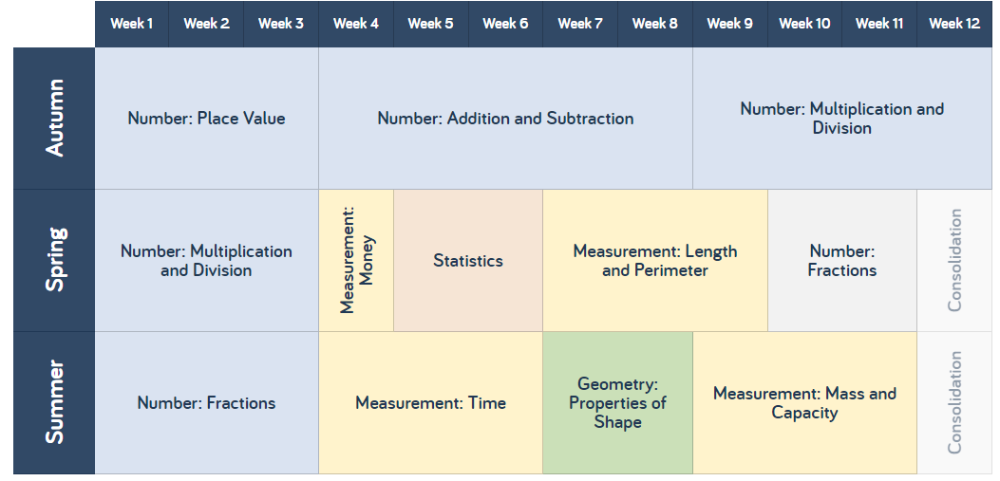 Week 1 Week 2 Week 3 Week 4 Week 5 Week 6 Week 7 Week 8 Week 9 Week 10 Week 11 Week 12
Autumn
Number: Place Value
Number: Addition and Subtraction
Number: Multiplication and
Division
Spring
Number: Multiplication
and Division
Measurement:
Money
Statistics
Measurement: Length
and Perimeter
Number:
Fractions
Consolidation
Summer
Number: Fractions
Measurement: Time
Geometry:
Properties of
Shape
Measurement: Mass and
Capacity
Consolidation